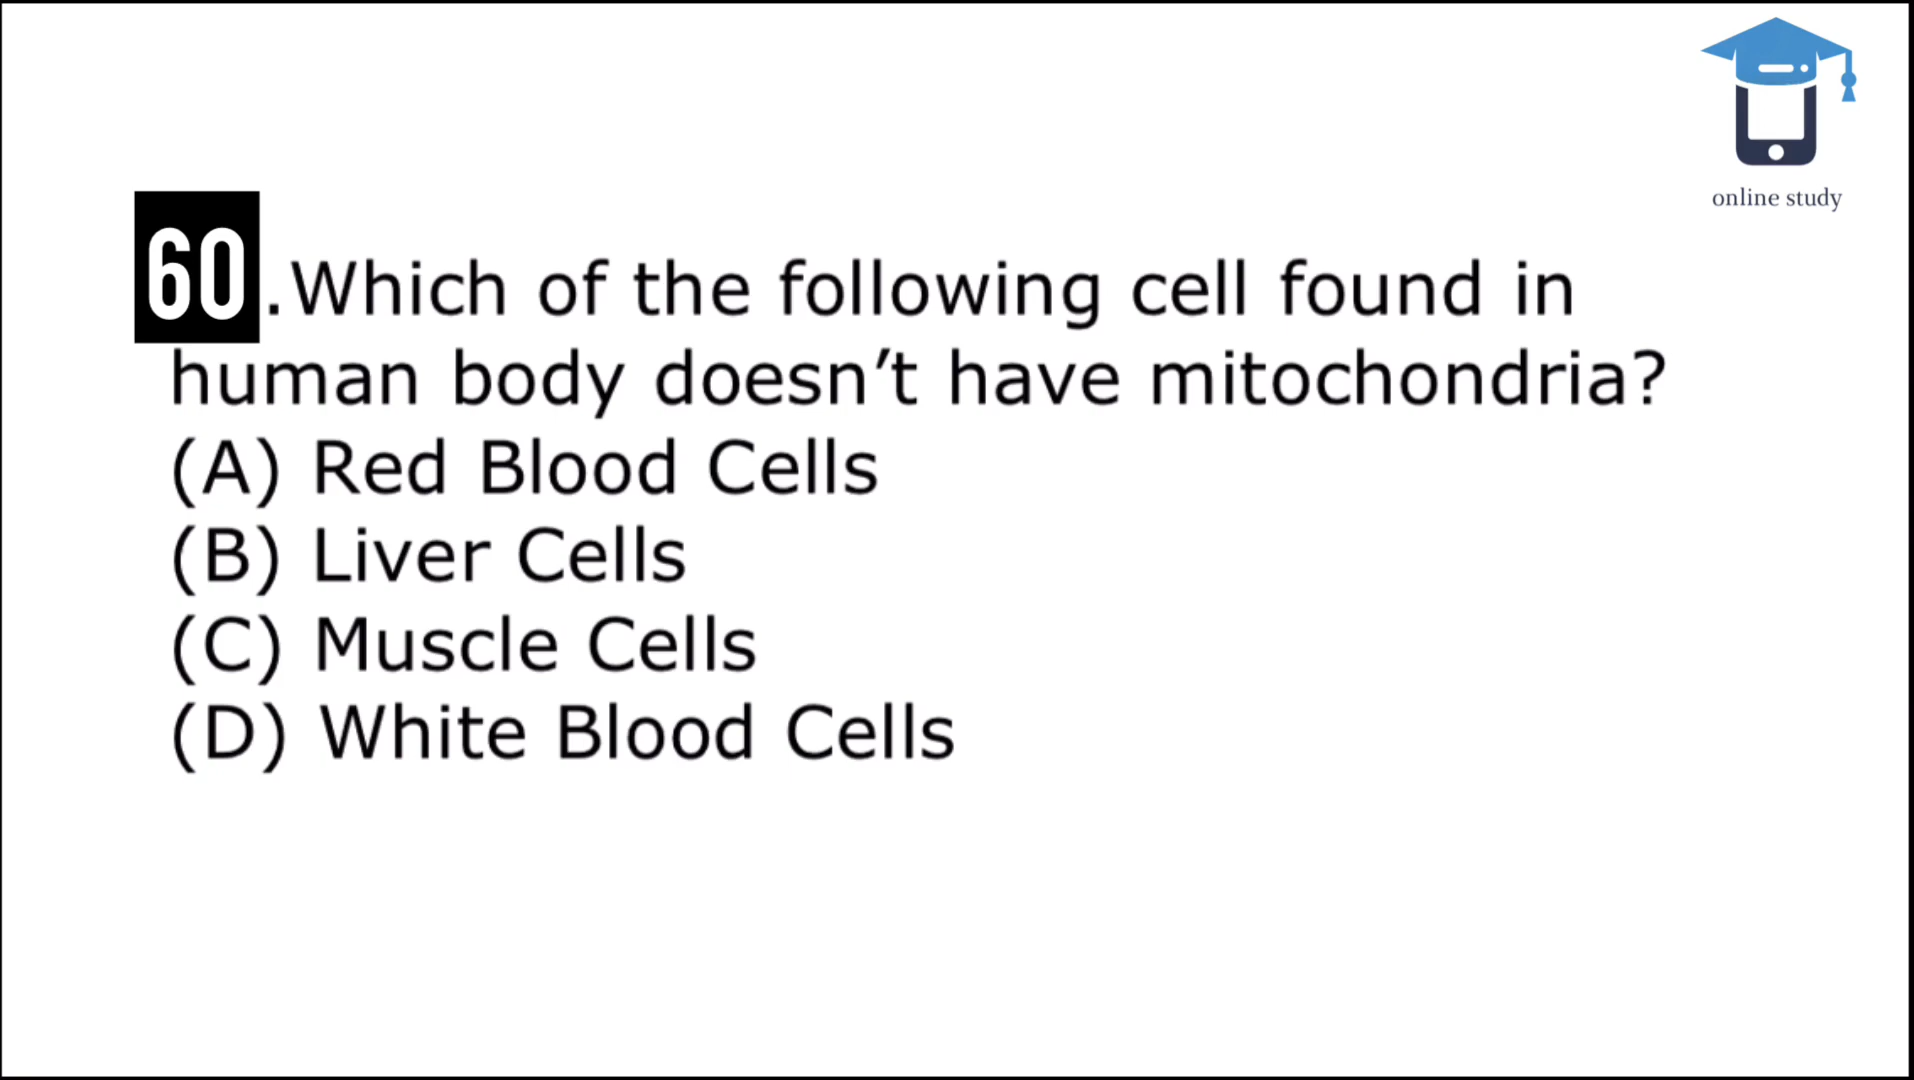 online study
60.Which of the following cell found in
human body doesn’t have mitochondria?
(A) Red Blood Cells
(B) Liver Cells
(C) Muscle Cells
(D) White Blood Cells